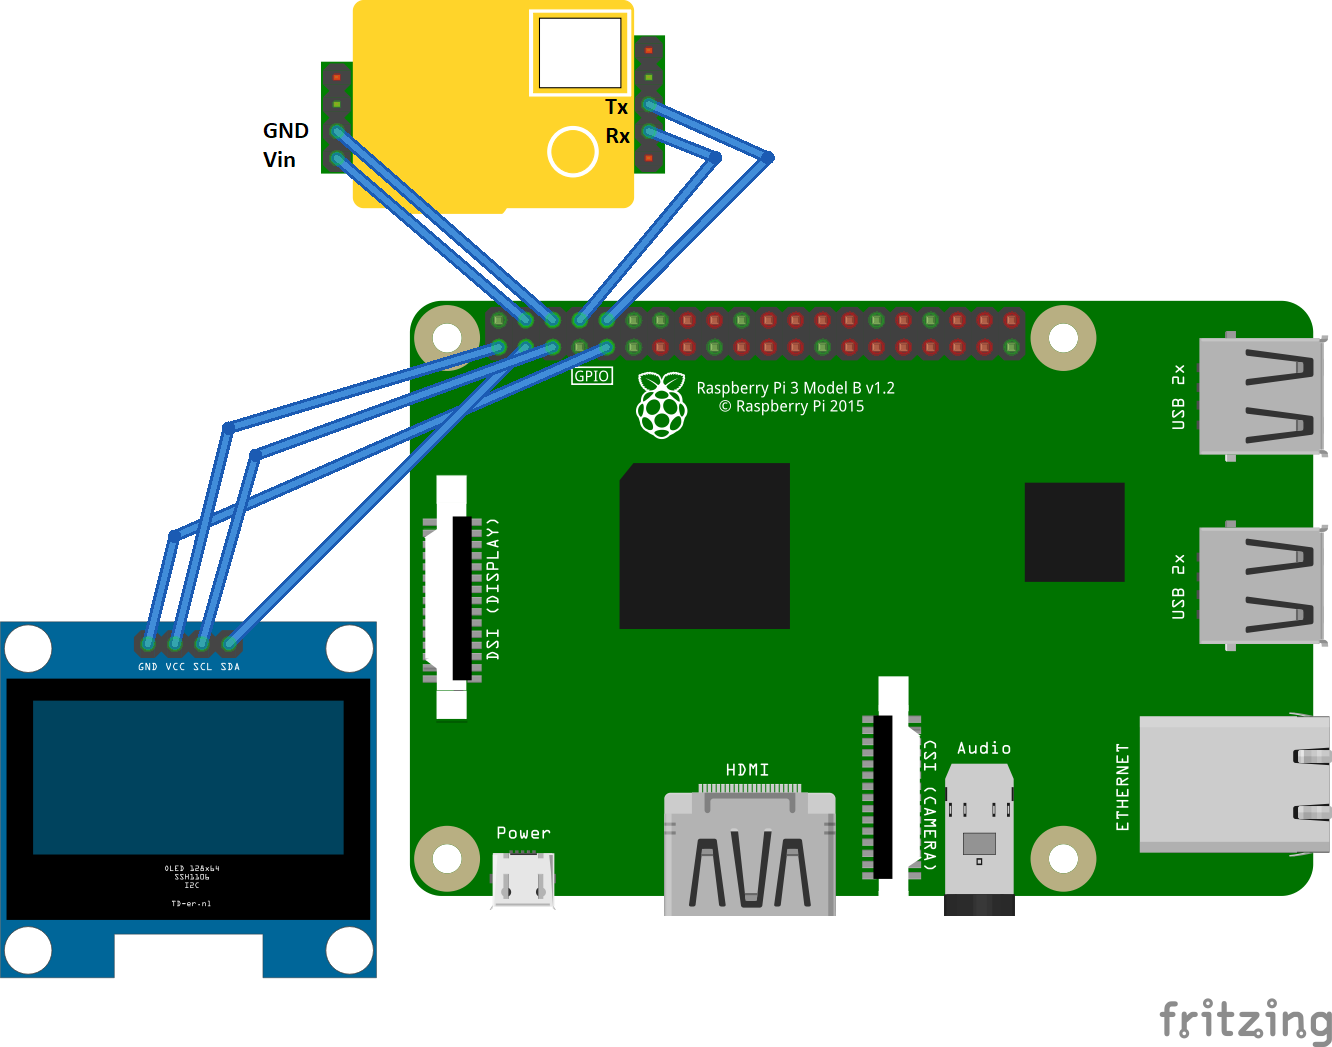 Tx
GND
Rx
Vin
GPIO
Raspberry Pi 3 Model B v1.2
© Raspberry Pi 2015
USB 2x
USB 2x
DSI (DISPLAY)
GND VCC SCL SDA
HDMI
CSI (CAMERA)
Audio
ETHERNET
Power
OLED 128x64
SSH1106
I2C
TD-er.nl
fritzing